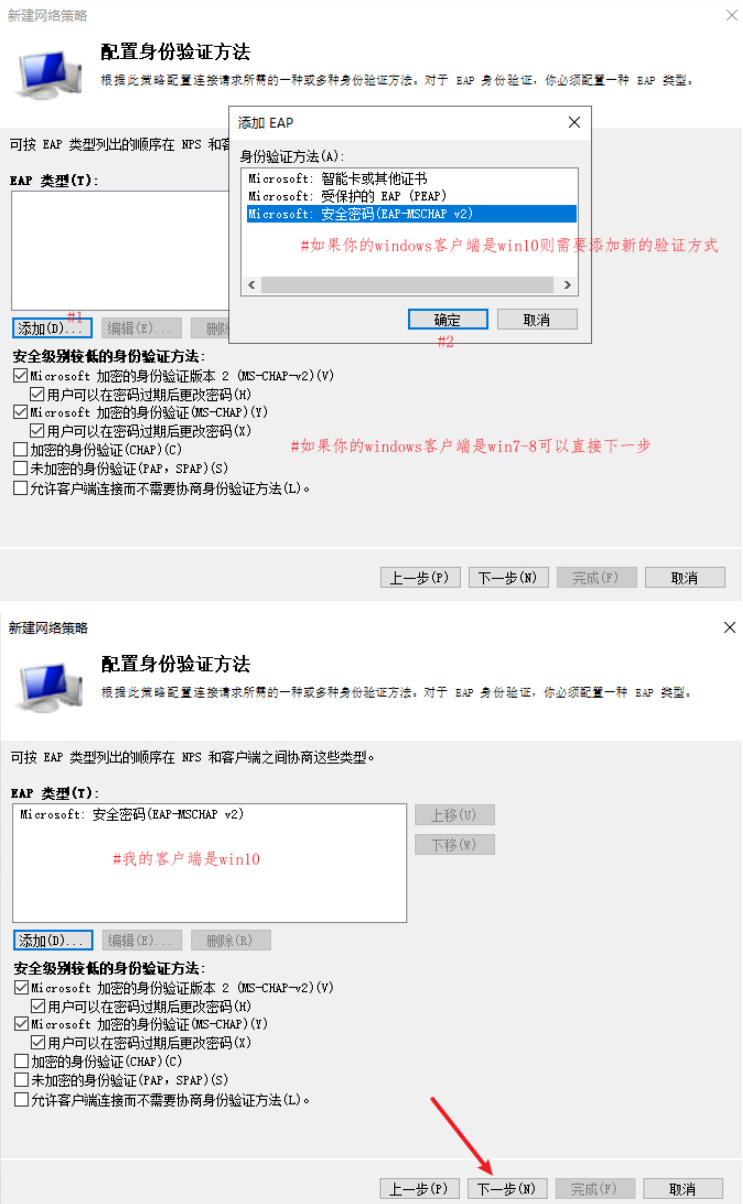 新建网络策略
配置身份验证方法
根据此策略配置连接请求所需的一种或多种身份验证方法。对于 EAP 身份验证，你必须配置一种 EAP 类型。
可按 EAP 类型列出的顺序在 NPS 和客
EAP 类型(T):
添加 EAP
身份验证方法(A):
Microsoft: 智能卡或其他证书
Microsoft: 受保护的 EAP (PEAP)
Microsoft: 安全密码(EAP-MSCHAP v2)
#如果你的windows客户端是win10则需要添加新的验证方式
确定 取消
#2
#1
添加(D)... 编辑(E)... 删除
安全级别较低的身份验证方法:
Microsoft 加密的身份验证版本 2 (MS-CHAP-v2)(V)
用户可以在密码过期后更改密码(H)
Microsoft 加密的身份验证(MS-CHAP)(Y)
用户可以在密码过期后更改密码(X)
加密的身份验证(CHAP)(C)
#如果你的windows客户端是win7-8可以直接下一步
未加密的身份验证(PAP，SPAP)(S)
允许客户端连接而不需要协商身份验证方法(L)。
上一步(P) 下一步(N) 完成(F) 取消
新建网络策略
配置身份验证方法
根据此策略配置连接请求所需的一种或多种身份验证方法。对于 EAP 身份验证，你必须配置一种 EAP 类型。
可按 EAP 类型列出的顺序在 NPS 和客户端之间协商这些类型。
EAP 类型(T):
Microsoft: 安全密码(EAP-MSCHAP v2)
上移(U)
下移(W)
#我的客户端是win10
添加(D)... 编辑(E)... 删除(R)
安全级别较低的身份验证方法:
Microsoft 加密的身份验证版本 2 (MS-CHAP-v2)(V)
用户可以在密码过期后更改密码(H)
Microsoft 加密的身份验证(MS-CHAP)(Y)
用户可以在密码过期后更改密码(X)
加密的身份验证(CHAP)(C)
未加密的身份验证(PAP，SPAP)(S)
允许客户端连接而不需要协商身份验证方法(L)。
上一步(P) 下一步(N) 完成(F) 取消